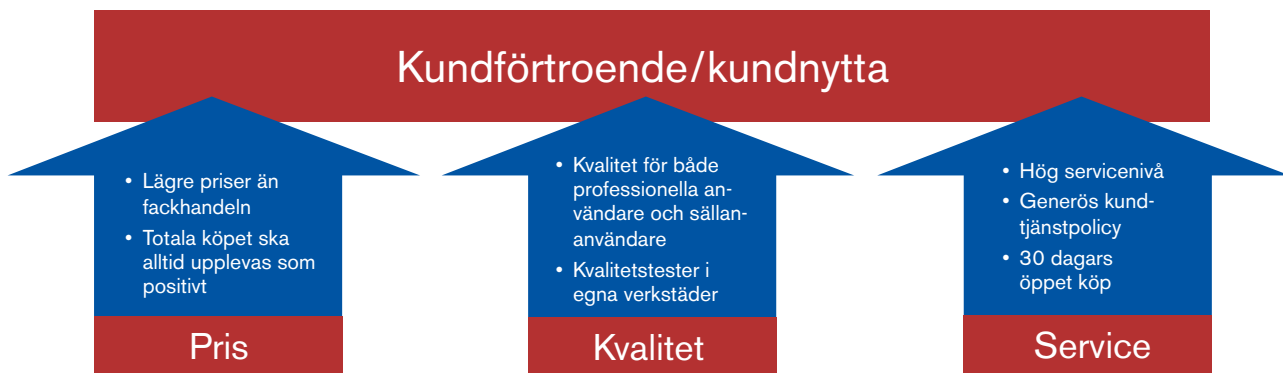 Kundförtroende/kundnytta
• Lägre priser än
fackhandeln
• Totala köpet ska
alltid upplevas som
positivt
Pris
• Kvalitet för både
professionella an-
vändare och sällan-
användare
• Kvalitetstester i
egna verkstäder
Kvalitet
• Hög servicenivå
• Generös kund-
tjänstpolicy
• 30 dagars
öppet köp
Service